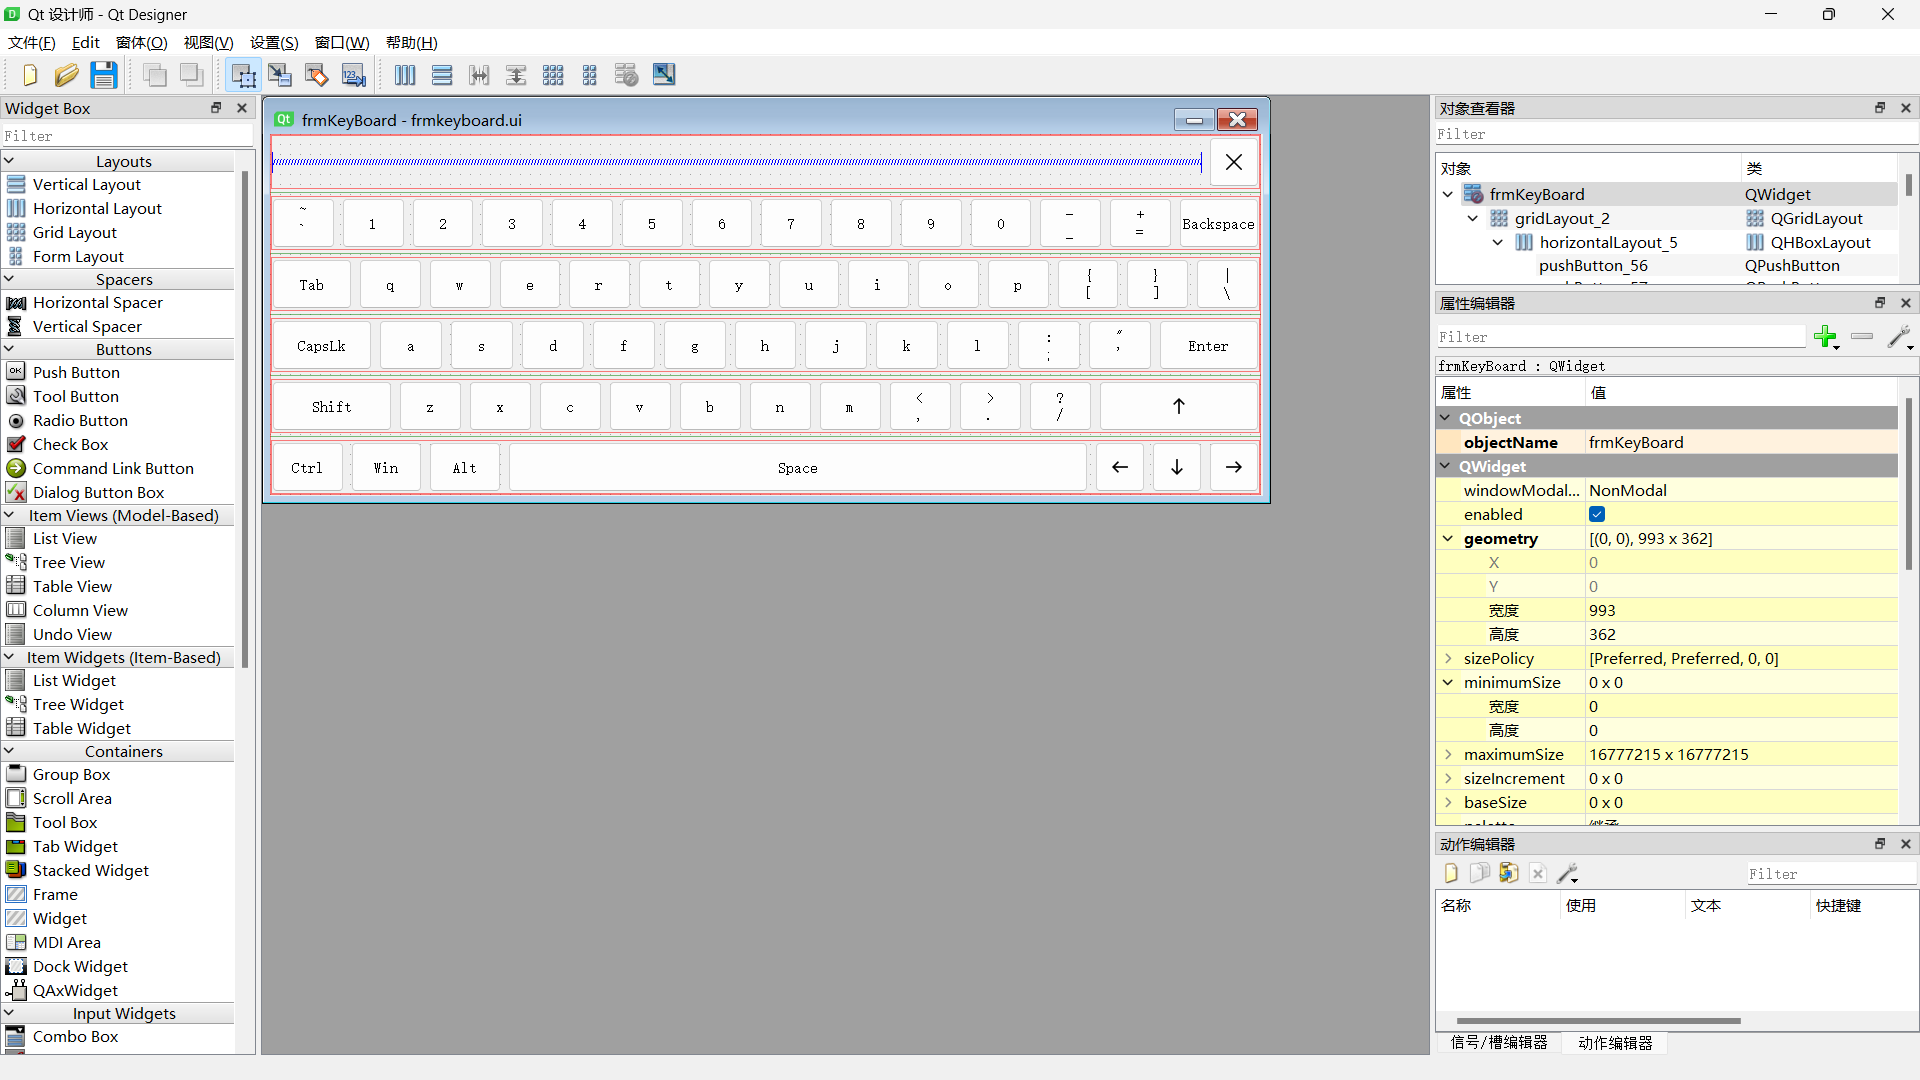 Qt 设计师 - Qt Designer
文件(F) Edit 窗体(O) 视图(V) 设置(S) 窗口(W) 帮助(H)
Widget Box
Filter
Layouts
Vertical Layout
Horizontal Layout
Grid Layout
Form Layout
Spacers
Horizontal Spacer
Vertical Spacer
Buttons
Push Button
Tool Button
Radio Button
Check Box
Command Link Button
Dialog Button Box
Item Views (Model-Based)
List View
Tree View
Table View
Column View
Undo View
Item Widgets (Item-Based)
List Widget
Tree Widget
Table Widget
Containers
Group Box
Scroll Area
Tool Box
Tab Widget
Stacked Widget
Frame
Widget
MDI Area
Dock Widget
QAxWidget
Input Widgets
Combo Box
frmKeyBoard - frmkeyboard.ui
~ ` 1 2 3 4 5 6 7 8 9 0 − _ + = Backspace
Tab q w e r t y u i o p { [ } ] | \
CapsLk a s d f g h j k l : ; " ' Enter
Shift z x c v b n m < , > . ? / ↑
Ctrl Win Alt Space ← ↓ →
对象查看器
Filter
对象 类
frmKeyBoard QWidget
gridLayout_2 QGridLayout
horizontalLayout_5 QHBoxLayout
pushButton_56 QPushButton
属性编辑器
Filter
frmKeyBoard : QWidget
属性 值
QObject
objectName frmKeyBoard
QWidget
windowModal... NonModal
enabled
geometry [(0, 0), 993 x 362]
X 0
Y 0
宽度 993
高度 362
sizePolicy [Preferred, Preferred, 0, 0]
minimumSize 0 x 0
宽度 0
高度 0
maximumSize 16777215 x 16777215
sizeIncrement 0 x 0
baseSize 0 x 0
动作编辑器
Filter
名称 使用 文本 快捷键
信号/槽编辑器 动作编辑器